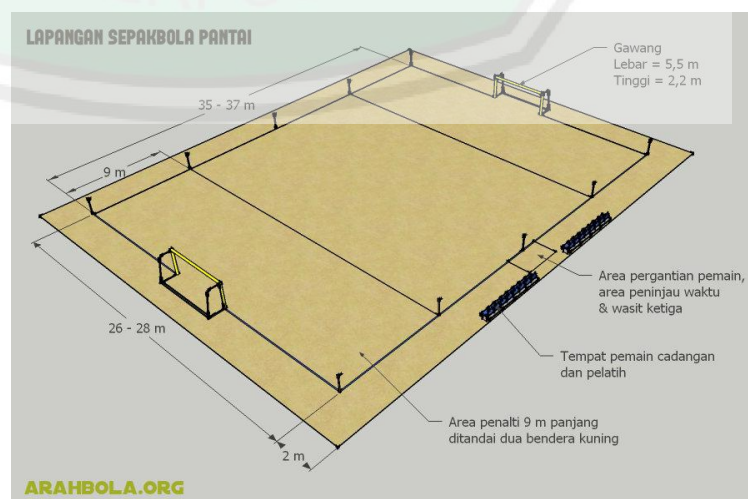 LAPANGAN SEPAKBOLA PANTAI
Gawang
Lebar = 5,5 m
Tinggi = 2,2 m
35 - 37 m
9 m
26 - 28 m
2 m
Area pergantian pemain,
area peninjau waktu
& wasit ketiga
Tempat pemain cadangan
dan pelatih
Area penalti 9 m panjang
ditandai dua bendera kuning
ARAHBOLA.ORG